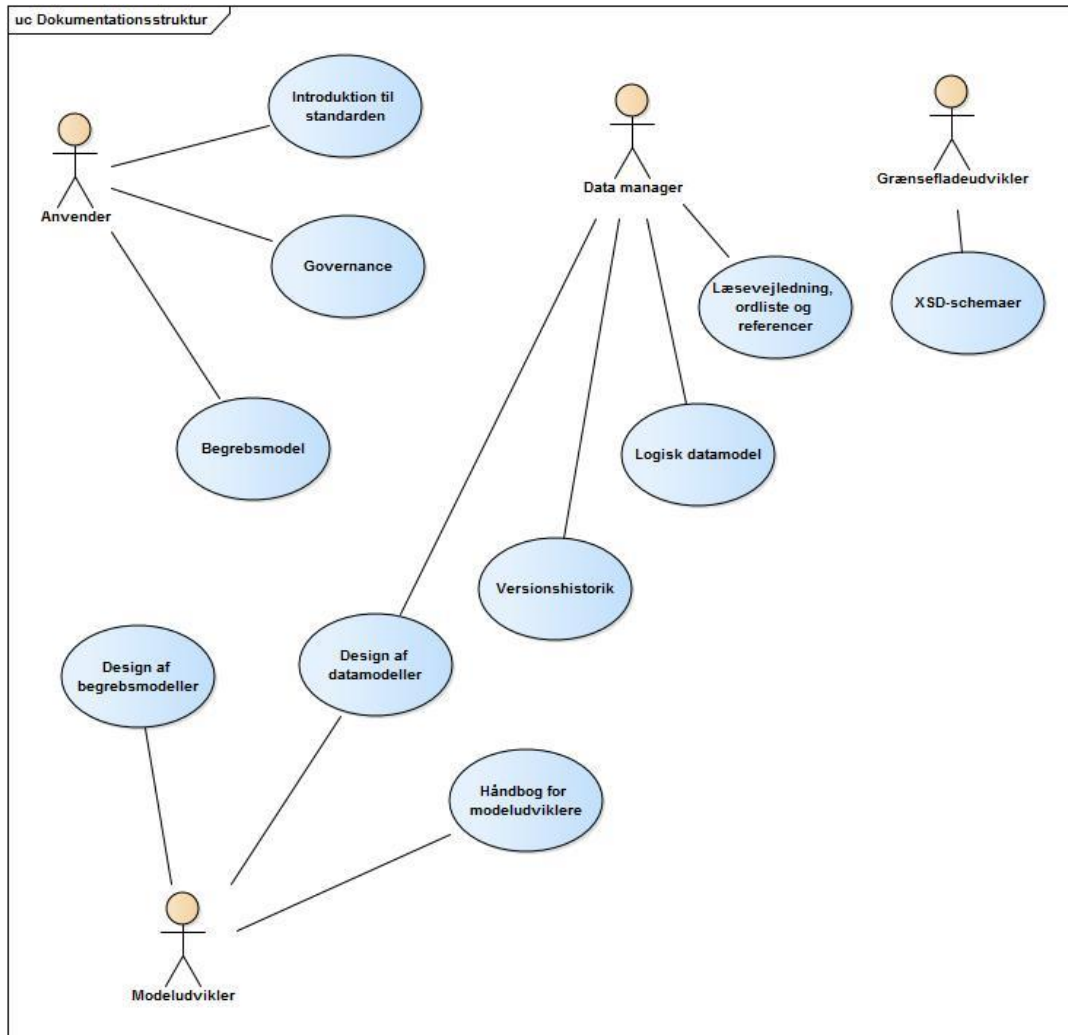 uc Dokumentationsstruktur
Introduktion til
standarden
Anvender
Data manager
Grænsefladeudvikler
Governance
Læsevejledning,
ordliste og
referencer
XSD-schemaer
Begrebsmodel
Logisk datamodel
Versionshistorik
Design af
begrebsmodeller
Design af
datamodeller
Håndbog for
modeludviklere
Modeludvikler